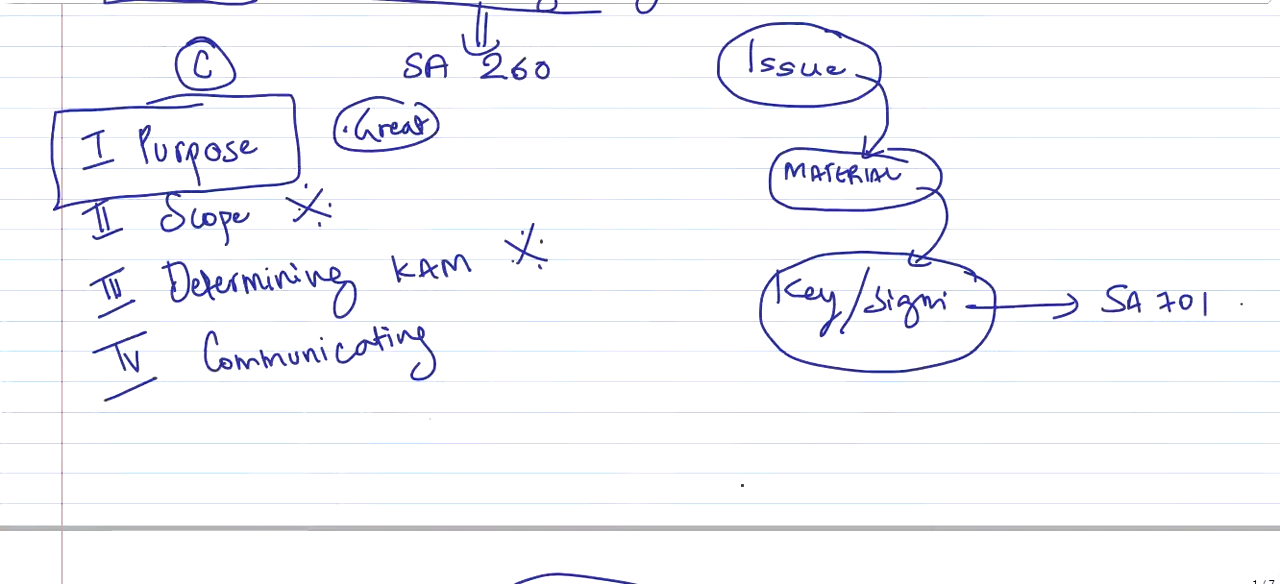 C
SA 260
I Purpose
Great
II Scope
III Determining KAM
IV Communicating
Issue
MATERIAL
Key/Signi → SA 701